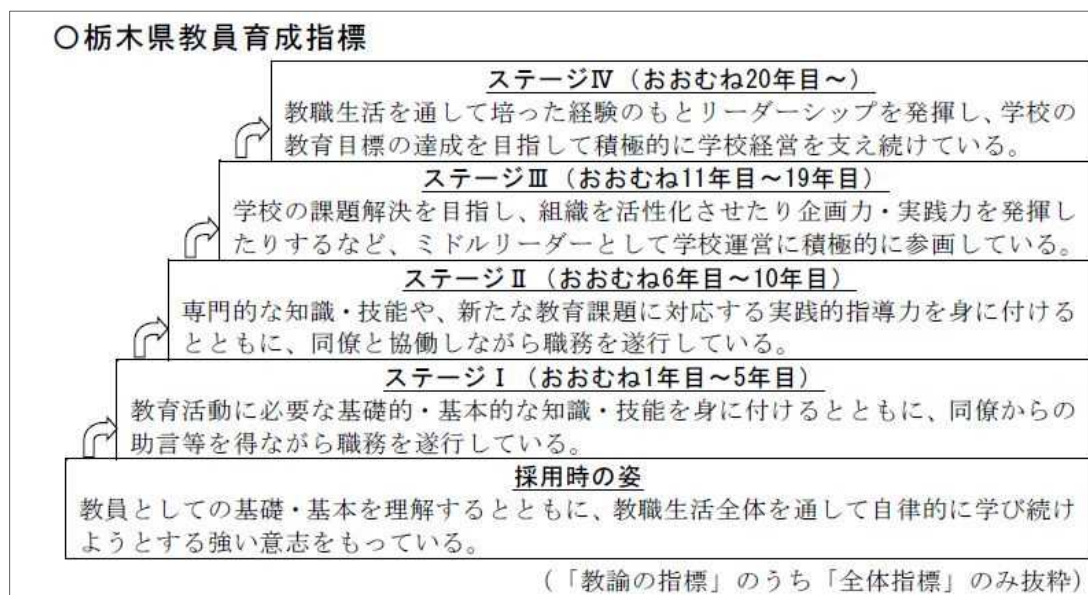 ○栃木県教員育成指標
ステージⅣ（おおむね20年目～）
教職生活を通して培った経験のもとリーダーシップを発揮し、学校の
教育目標の達成を目指して積極的に学校経営を支え続けている。
ステージⅢ（おおむね11年目～19年目）
学校の課題解決を目指し、組織を活性化させたり企画力・実践力を発揮し
たりするなど、ミドルリーダーとして学校運営に積極的に参画している。
ステージⅡ（おおむね6年目～10年目）
専門的な知識・技能や、新たな教育課題に対応する実践的指導力を身に付ける
とともに、同僚と協働しながら職務を遂行している。
ステージⅠ（おおむね1年目～5年目）
教育活動に必要な基礎的・基本的な知識・技能を身に付けるとともに、同僚からの
助言等を得ながら職務を遂行している。
採用時の姿
教員としての基礎・基本を理解するとともに、教職生活全体を通して自律的に学び続け
ようとする強い意志をもっている。
（「教諭の指標」のうち「全体指標」のみ抜粋）